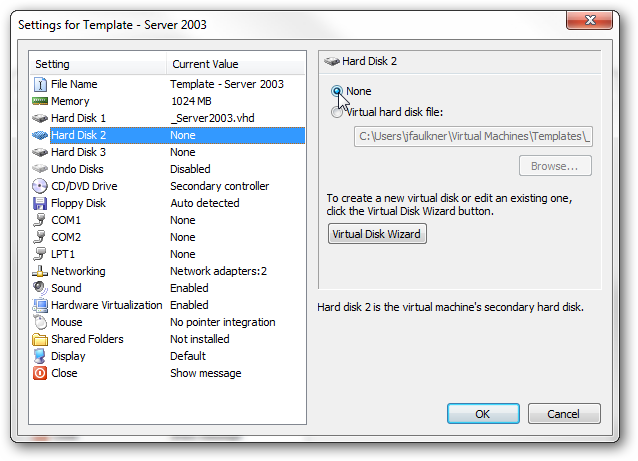 Settings for Template - Server 2003
Setting Current Value
File Name Template - Server 2003
Memory 1024 MB
Hard Disk 1 _Server2003.vhd
Hard Disk 2 None
Hard Disk 3 None
Undo Disks Disabled
CD/DVD Drive Secondary controller
Floppy Disk Auto detected
COM1 None
COM2 None
LPT1 None
Networking Network adapters:2
Sound Enabled
Hardware Virtualization Enabled
Mouse No pointer integration
Shared Folders Not installed
Display Default
Close Show message
Hard Disk 2
None
Virtual hard disk file:
C:\Users\jfaulkner\Virtual Machines\Templates\_
Browse...
To create a new virtual disk or edit an existing one,
click the Virtual Disk Wizard button.
Virtual Disk Wizard
Hard disk 2 is the virtual machine's secondary hard disk.
OK Cancel